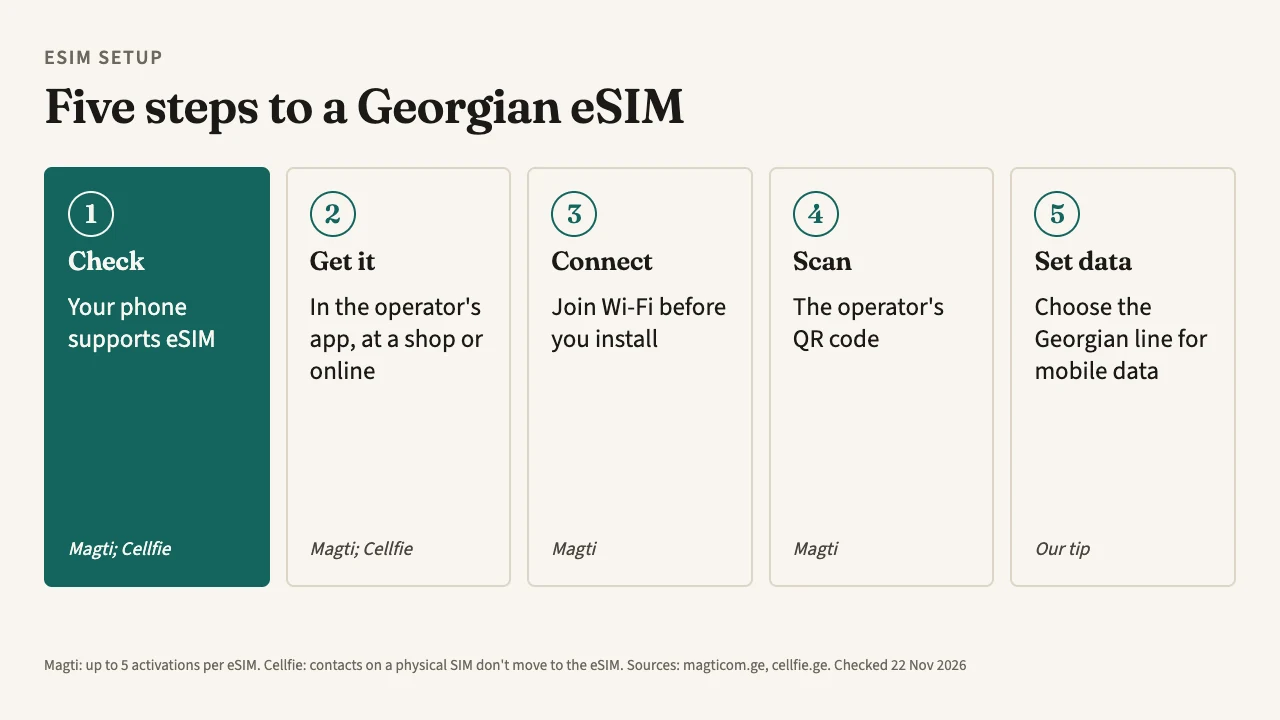 ESIM SETUP
Five steps to a Georgian eSIM
1
Check
Your phone
supports eSIM
Magti; Cellfie
2
Get it
In the operator's
app, at a shop or
online
Magti; Cellfie
3
Connect
Join Wi-Fi before
you install
Magti
4
Scan
The operator's
QR code
Magti
5
Set data
Choose the
Georgian line for
mobile data
Our tip
Magti: up to 5 activations per eSIM. Cellfie: contacts on a physical SIM don't move to the eSIM. Sources: magticom.ge, cellfie.ge. Checked 22 Nov 2026